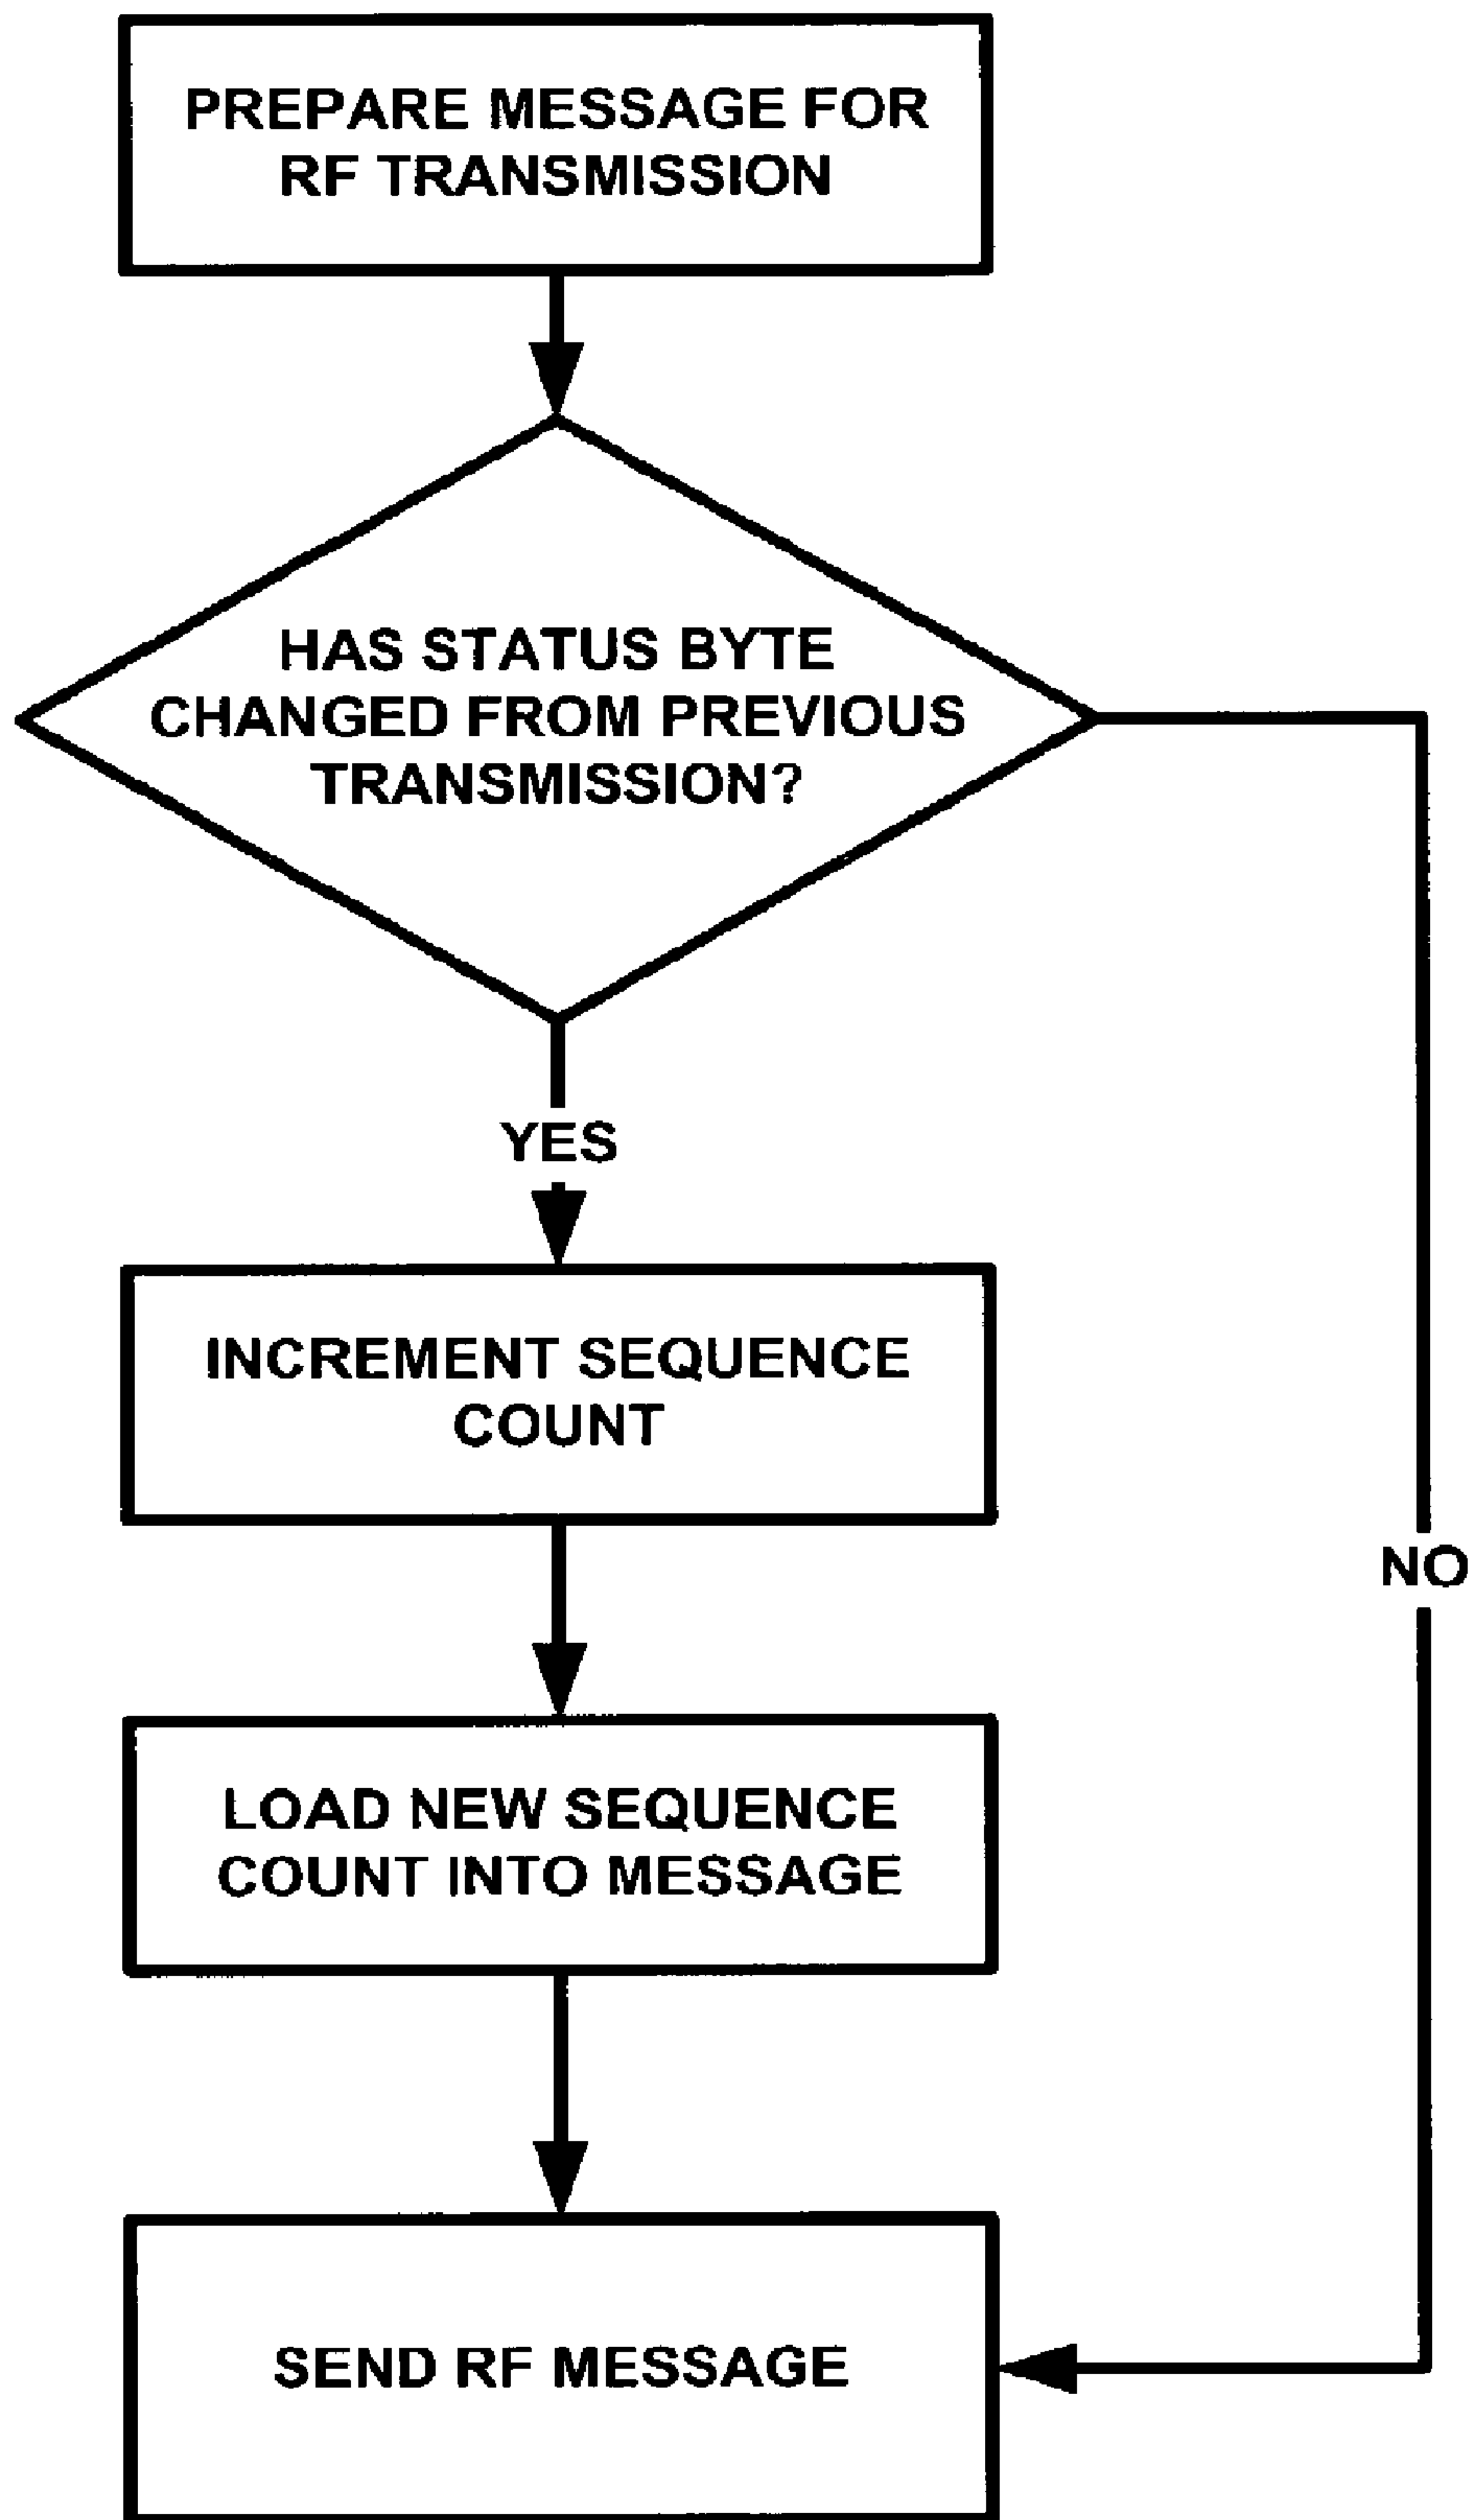 PREPARE MESSAGE FOR
RF TRANSMISSION
HAS STATUS BYTE
CHANGED FROM PREVIOUS
TRANSMISSION?
YES
INCREMENT SEQUENCE
COUNT
NO
LOAD NEW SEQUENCE
COUNT INTO MESSAGE
SEND RF MESSAGE